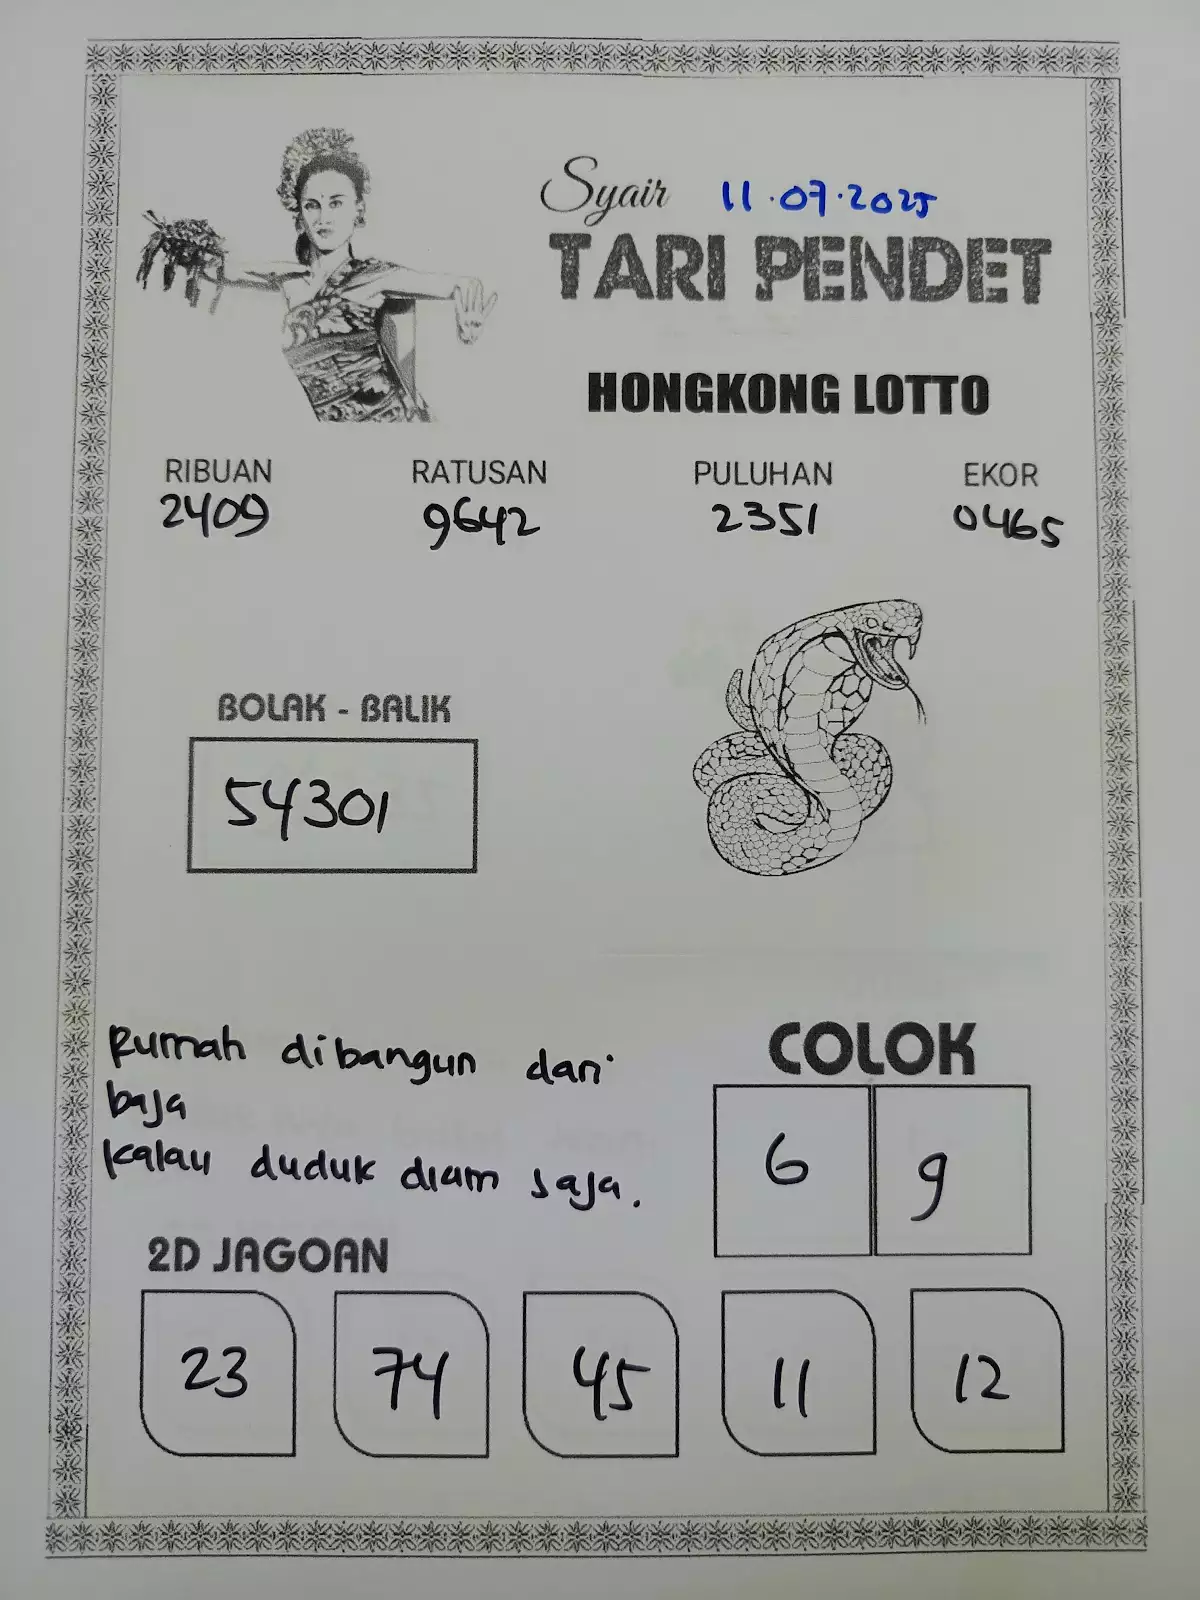 Syair 11.07.2025
TARI PENDET
HONGKONG LOTTO
RIBUAN RATUSAN PULUHAN EKOR
2409 9642 2351 0465
BOLAK - BALIK
54301
Rumah dibangun dari
baja
Kalau duduk diam saja.
COLOK
6 9
2D JAGOAN
23 74 45 11 12